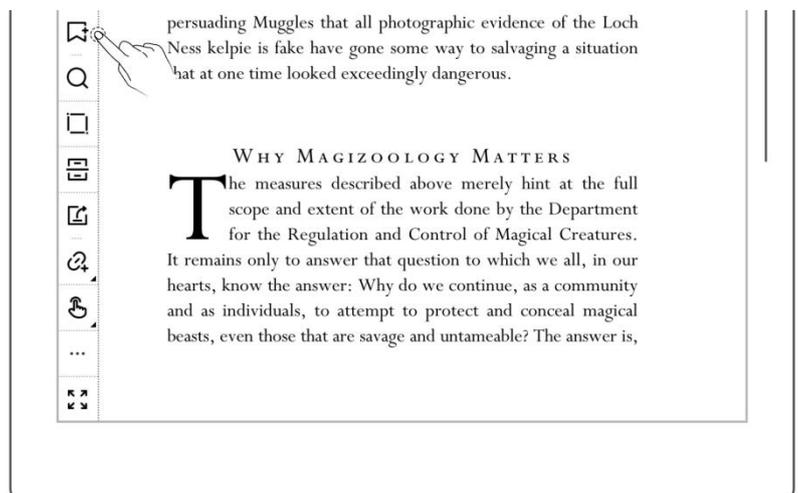 persuading Muggles that all photographic evidence of the Loch
Ness kelpie is fake have gone some way to salvaging a situation
hat at one time looked exceedingly dangerous.
WHY MAGIZOOLOGY MATTERS
The measures described above merely hint at the full
scope and extent of the work done by the Department
for the Regulation and Control of Magical Creatures.
It remains only to answer that question to which we all, in our
hearts, know the answer: Why do we continue, as a community
and as individuals, to attempt to protect and conceal magical
beasts, even those that are savage and untameable? The answer is,